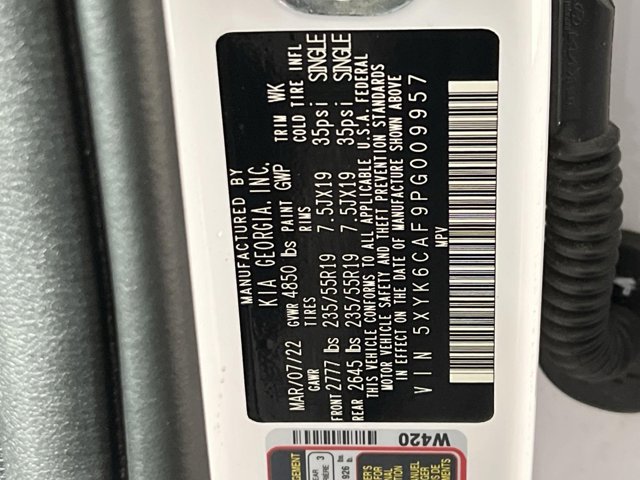 MANUFACTURED BY
KIA GEORGIA, INC.
MAR/07/22 GVWR 4850 lbs PAINT GWP TRIM WK
GAWR TIRES RIMS COLD TIRE INFL
FRONT 2777 lbs 235/55R19 7.5JX19 35psi SINGLE
REAR 2645 lbs 235/55R19 7.5JX19 35psi SINGLE
THIS VEHICLE CONFORMS TO ALL APPLICABLE U.S.A. FEDERAL
MOTOR VEHICLE SAFETY AND THEFT PREVENTION STANDARDS
IN EFFECT ON THE DATE OF MANUFACTURE SHOWN ABOVE
VIN 5XYK6CAF9PG009957
MPV
W420